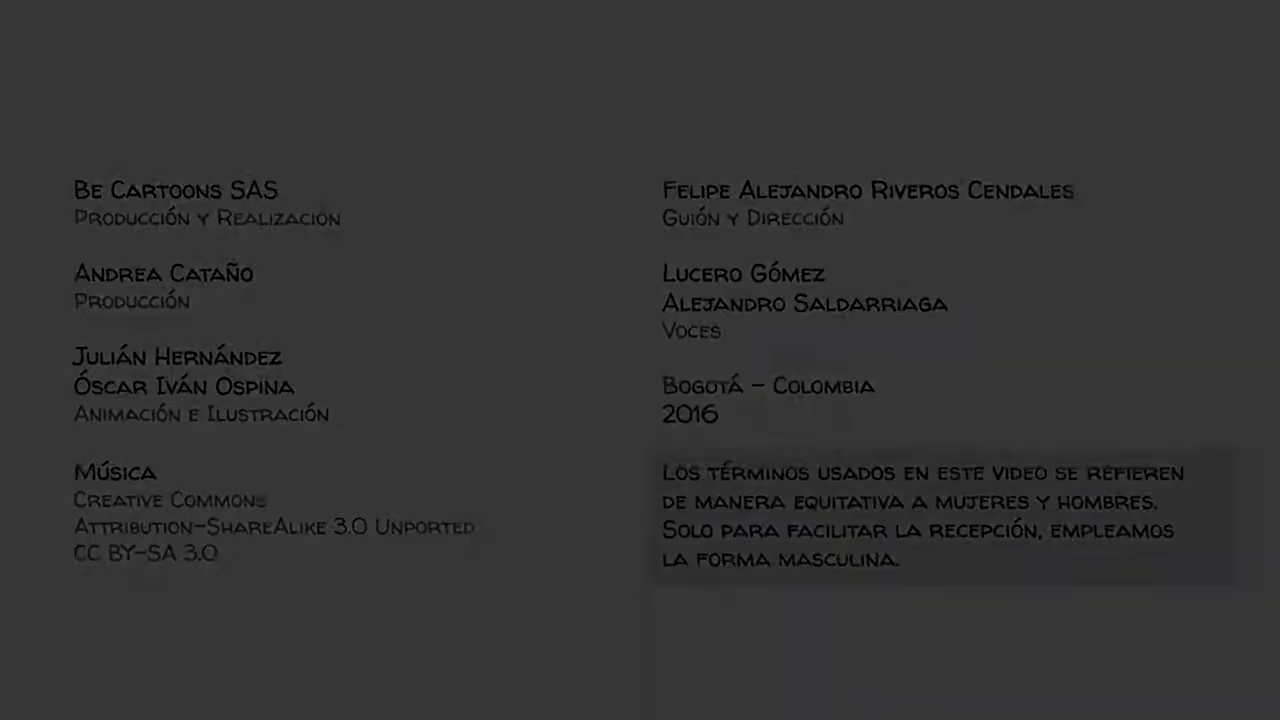 Be Cartoons SAS
Producción y Realización
Andrea Cataño
Producción
Julián Hernández
Óscar Iván Ospina
Animación e Ilustración
Música
Creative Commons
Attribution-ShareAlike 3.0 Unported
CC BY-SA 3.0
Felipe Alejandro Riveros Cendales
Guión y Dirección
Lucero Gómez
Alejandro Saldarriaga
Voces
Bogotá - Colombia
2016
Los términos usados en este video se refieren
de manera equitativa a mujeres y hombres.
Solo para facilitar la recepción, empleamos
la forma masculina.